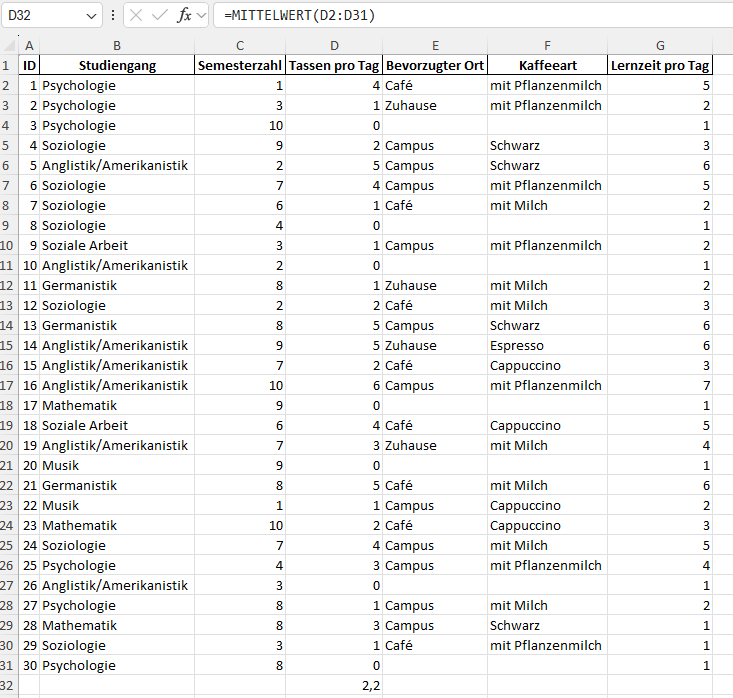 D32 fx =MITTELWERT(D2:D31)
A B C D E F G
1 ID Studiengang Semesterzahl Tassen pro Tag Bevorzugter Ort Kaffeeart Lernzeit pro Tag
2 1 Psychologie 1 4 Café mit Pflanzenmilch 5
3 2 Psychologie 3 1 Zuhause mit Pflanzenmilch 2
4 3 Psychologie 10 0 1
5 4 Soziologie 9 2 Campus Schwarz 3
6 5 Anglistik/Amerikanistik 2 5 Campus Schwarz 6
7 6 Soziologie 7 4 Campus mit Pflanzenmilch 5
8 7 Soziologie 6 1 Café mit Milch 2
9 8 Soziologie 4 0 1
10 9 Soziale Arbeit 3 1 Campus mit Pflanzenmilch 2
11 10 Anglistik/Amerikanistik 2 0 1
12 11 Germanistik 8 1 Zuhause mit Milch 2
13 12 Soziologie 2 2 Café mit Milch 3
14 13 Germanistik 8 5 Campus Schwarz 6
15 14 Anglistik/Amerikanistik 9 5 Zuhause Espresso 6
16 15 Anglistik/Amerikanistik 7 2 Café Cappuccino 3
17 16 Anglistik/Amerikanistik 10 6 Campus mit Pflanzenmilch 7
18 17 Mathematik 9 0 1
19 18 Soziale Arbeit 6 4 Café Cappuccino 5
20 19 Anglistik/Amerikanistik 7 3 Zuhause mit Milch 4
21 20 Musik 9 0 1
22 21 Germanistik 8 5 Café mit Milch 6
23 22 Musik 1 1 Campus Cappuccino 2
24 23 Mathematik 10 2 Café Cappuccino 3
25 24 Soziologie 7 4 Campus mit Milch 5
26 25 Psychologie 4 3 Campus mit Pflanzenmilch 4
27 26 Anglistik/Amerikanistik 3 0 1
28 27 Psychologie 8 1 Campus mit Milch 2
29 28 Mathematik 8 3 Campus Schwarz 1
30 29 Soziologie 3 1 Café mit Pflanzenmilch 1
31 30 Psychologie 8 0 1
32 2,2